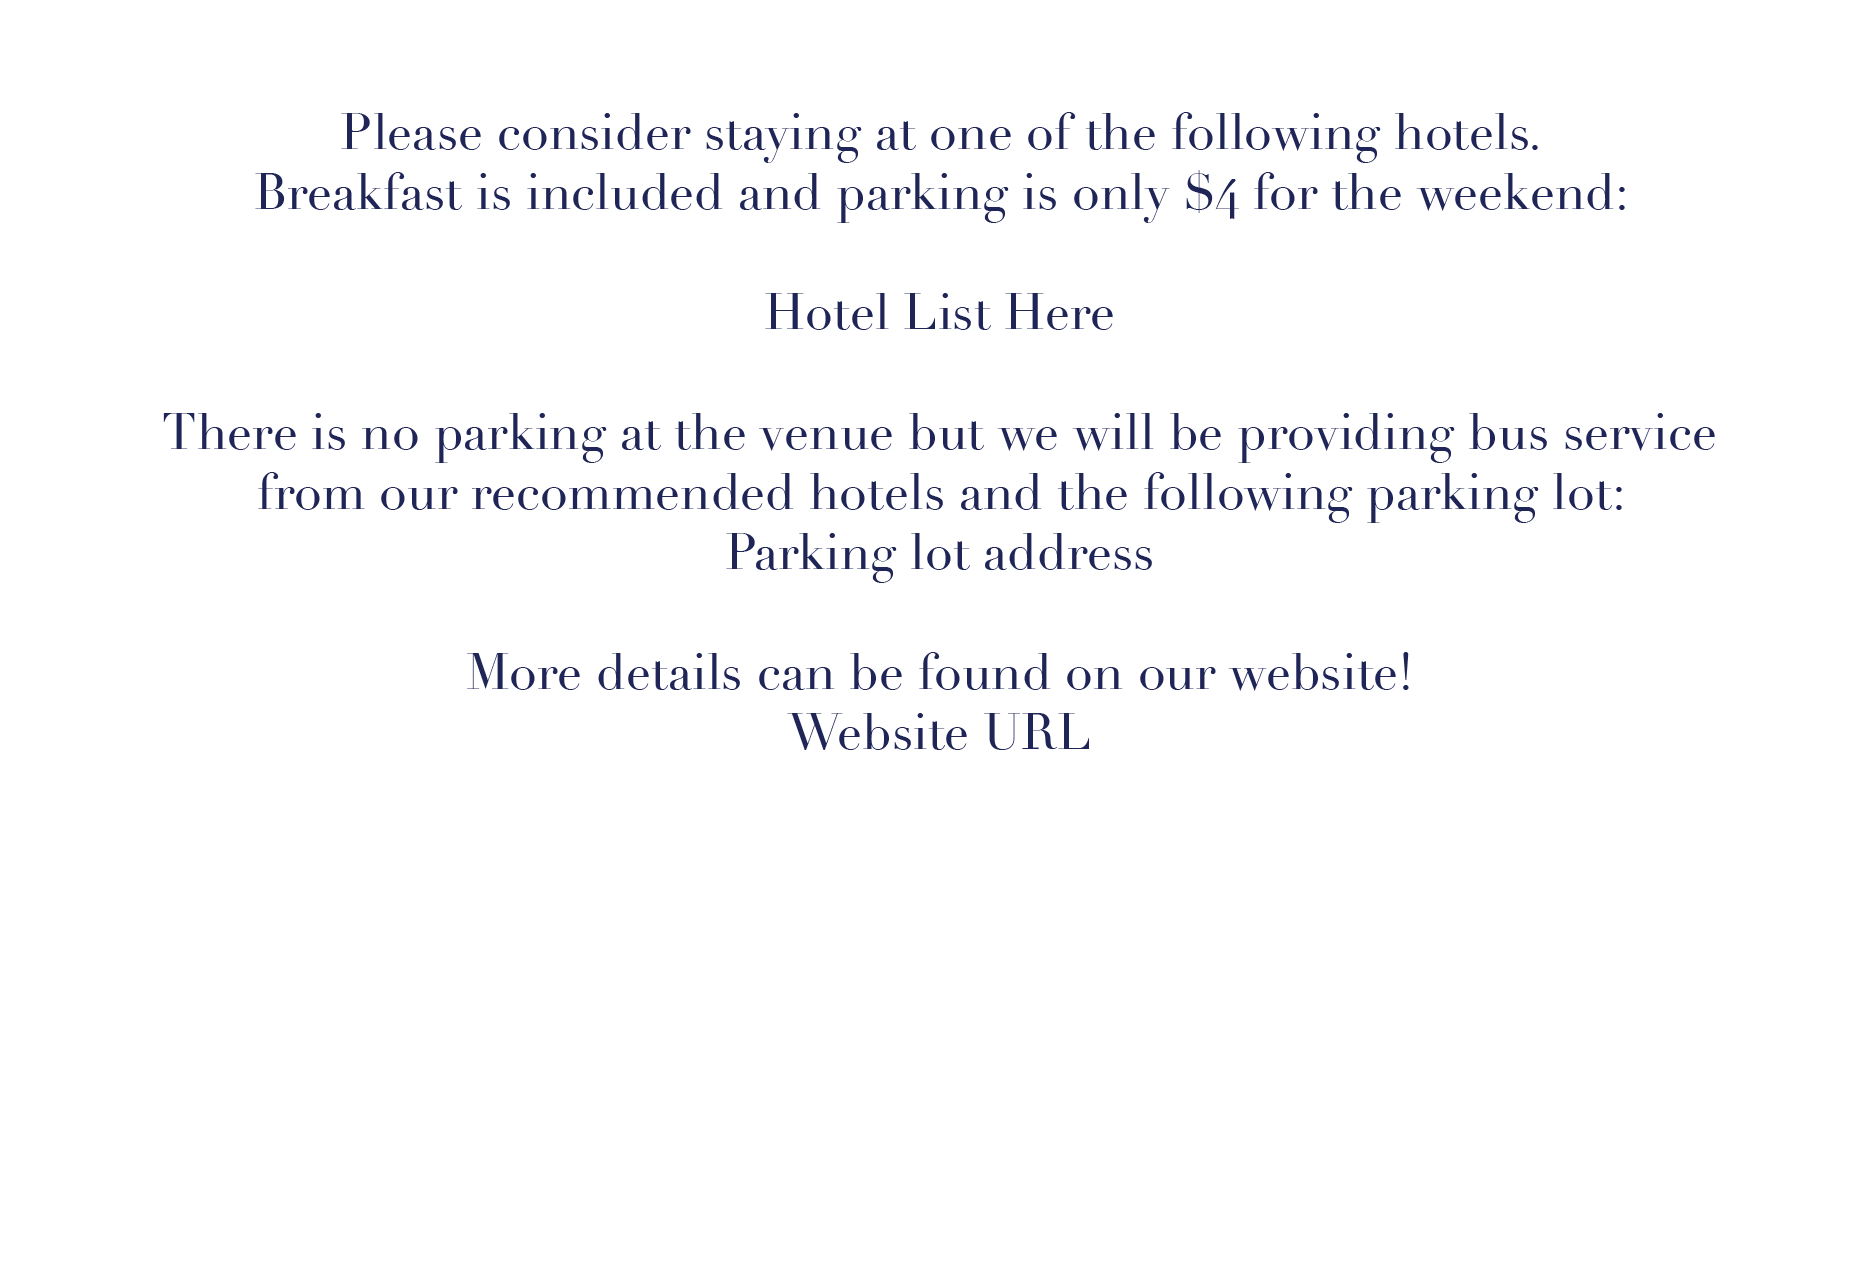 Please consider staying at one of the following hotels.
Breakfast is included and parking is only $4 for the weekend:
Hotel List Here
There is no parking at the venue but we will be providing bus service
from our recommended hotels and the following parking lot:
Parking lot address
More details can be found on our website!
Website URL